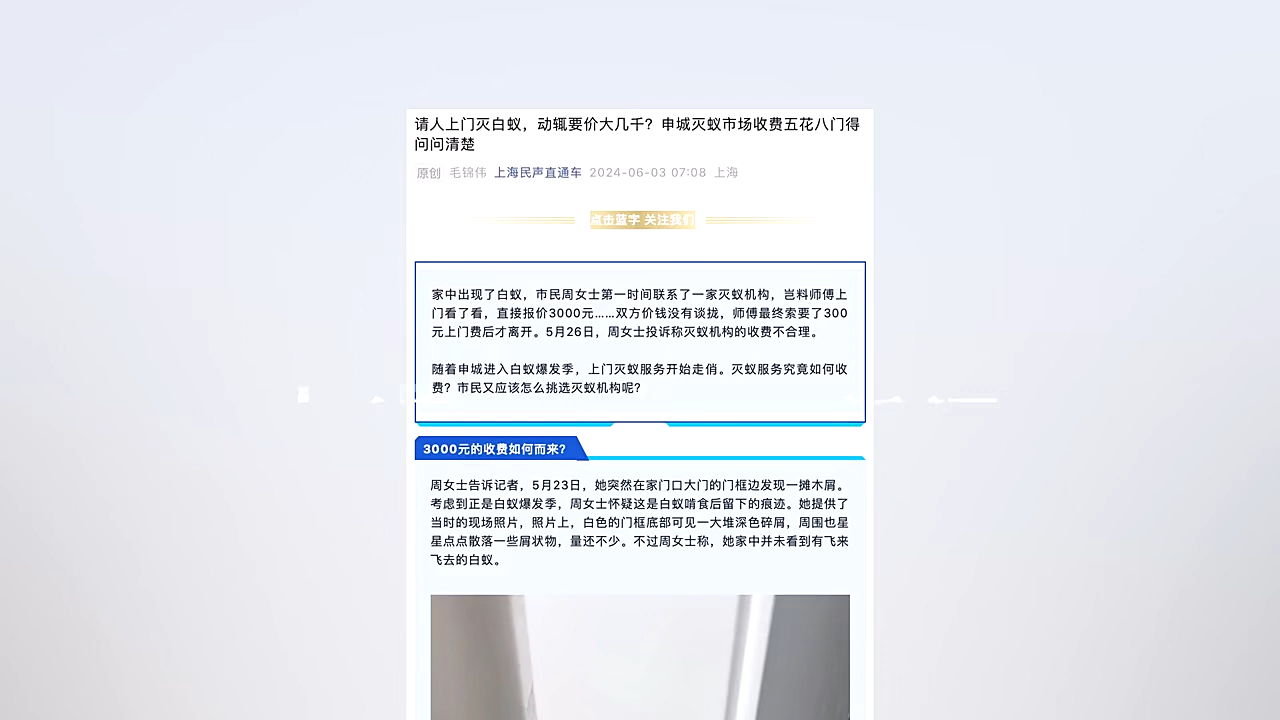 请人上门灭白蚁，动辄要价大几千？申城灭蚁市场收费五花八门得
问问清楚
原创 毛锦伟 上海民声直通车 2024-06-03 07:08 上海
点击蓝字 关注我们
家中出现了白蚁，市民周女士第一时间联系了一家灭蚁机构，岂料师傅上
门看了看，直接报价3000元……双方价钱没有谈拢，师傅最终索要了300
元上门费后才离开。5月26日，周女士投诉称灭蚁机构的收费不合理。
随着申城进入白蚁爆发季，上门灭蚁服务开始走俏。灭蚁服务究竟如何收
费？市民又应该怎么挑选灭蚁机构呢？
3000元的收费如何而来？
周女士告诉记者，5月23日，她突然在家门口大门的门框边发现一摊木屑。
考虑到正是白蚁爆发季，周女士怀疑这是白蚁啃食后留下的痕迹。她提供了
当时的现场照片，照片上，白色的门框底部可见一大堆深色碎屑，周围也星
星点点散落一些屑状物，量还不少。不过周女士称，她家中并未看到有飞来
飞去的白蚁。